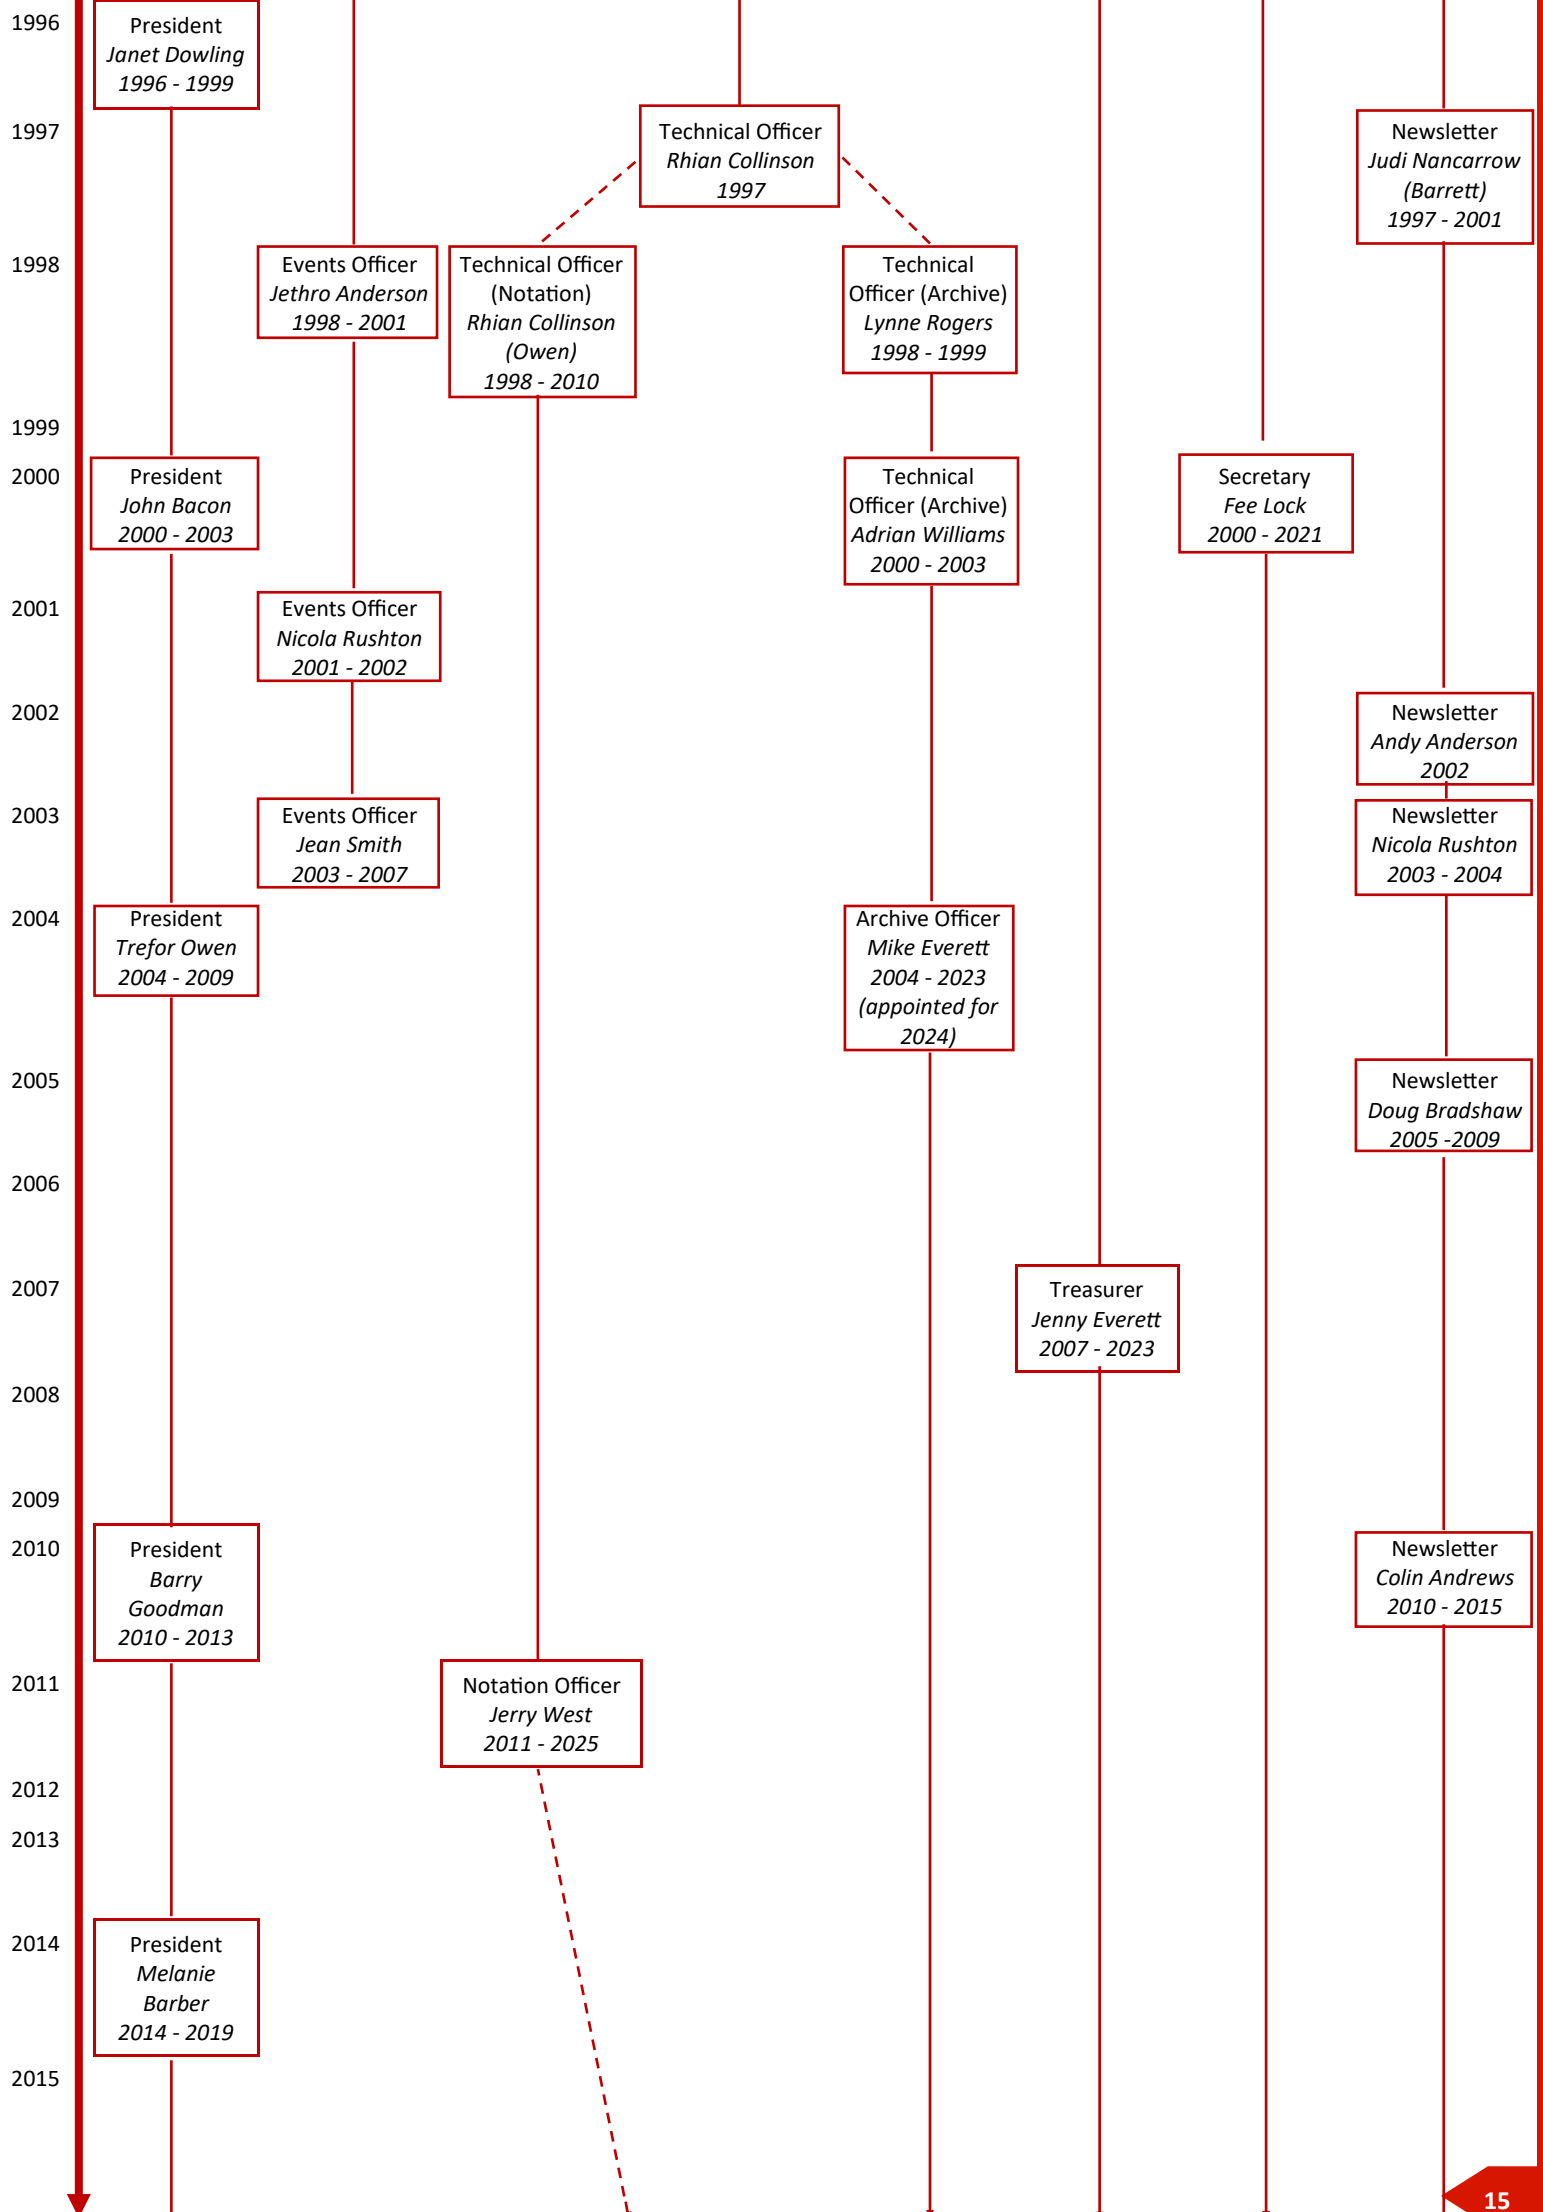 1996
President
Janet Dowling
1996 - 1999
1997
Technical Officer
Rhian Collinson
1997
Newsletter
Judi Nancarrow
(Barrett)
1997 - 2001
1998
Events Officer
Jethro Anderson
1998 - 2001
Technical Officer
(Notation)
Rhian Collinson
(Owen)
1998 - 2010
Technical
Officer (Archive)
Lynne Rogers
1998 - 1999
1999
2000
President
John Bacon
2000 - 2003
Technical
Officer (Archive)
Adrian Williams
2000 - 2003
Secretary
Fee Lock
2000 - 2021
2001
Events Officer
Nicola Rushton
2001 - 2002
2002
Newsletter
Andy Anderson
2002
2003
Events Officer
Jean Smith
2003 - 2007
Newsletter
Nicola Rushton
2003 - 2004
2004
President
Trefor Owen
2004 - 2009
Archive Officer
Mike Everett
2004 - 2023
(appointed for
2024)
2005
Newsletter
Doug Bradshaw
2005 -2009
2006
2007
Treasurer
Jenny Everett
2007 - 2023
2008
2009
2010
President
Barry
Goodman
2010 - 2013
Newsletter
Colin Andrews
2010 - 2015
2011
Notation Officer
Jerry West
2011 - 2025
2012
2013
2014
President
Melanie
Barber
2014 - 2019
2015
15